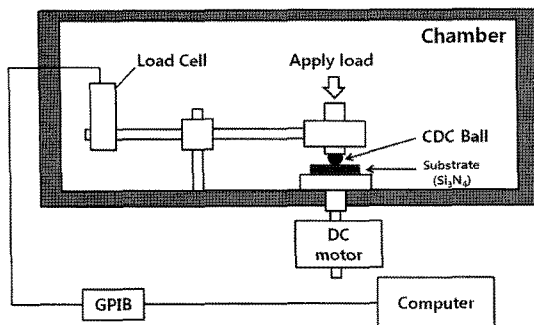 Chamber
Load Cell
Apply load
CDC Ball
Substrate
(Si₃N₄)
DC
motor
GPIB
Computer